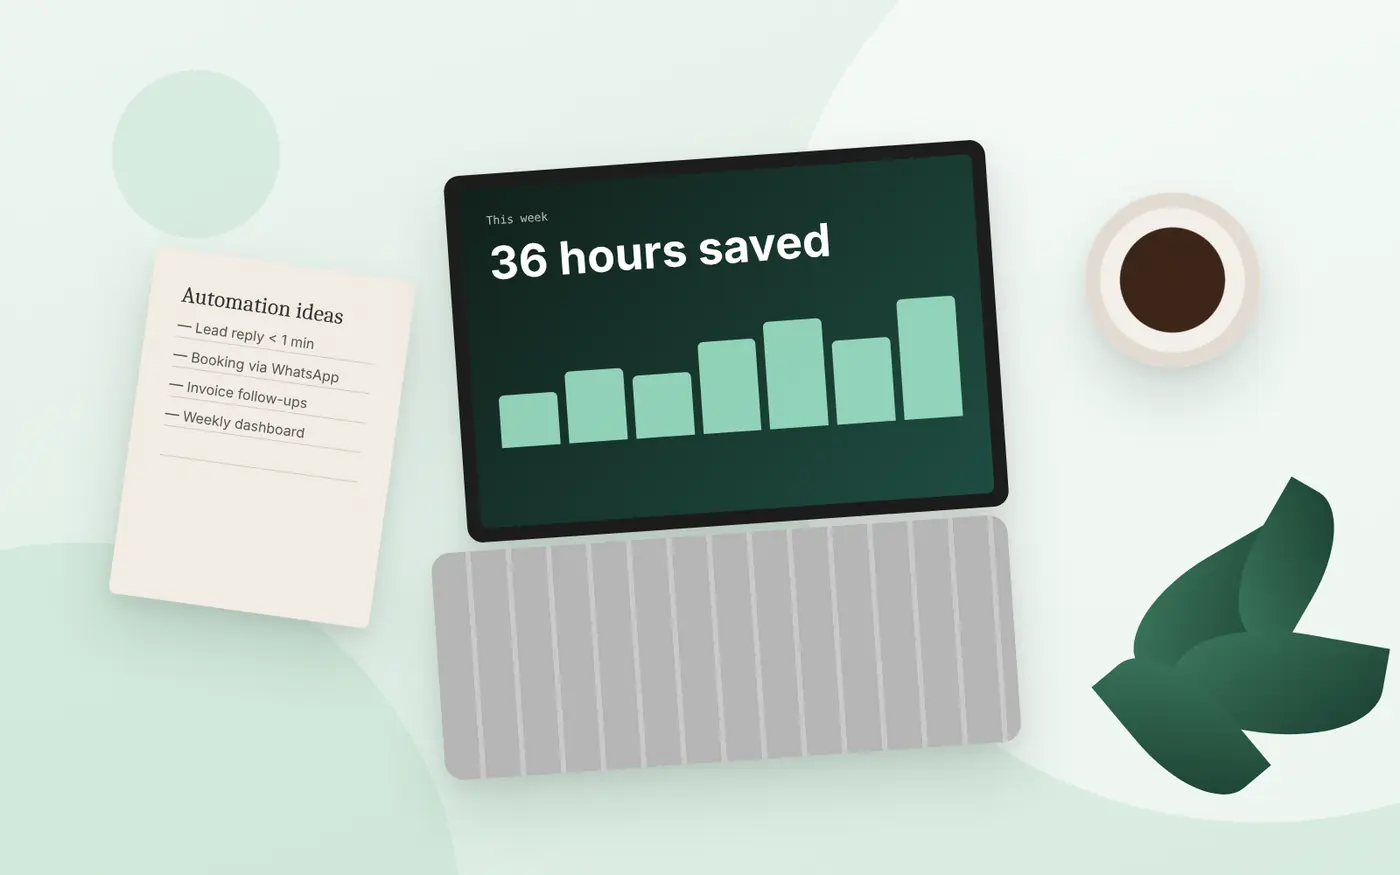 Automation ideas
— Lead reply < 1 min
— Booking via WhatsApp
— Invoice follow-ups
— Weekly dashboard
This week
36 hours saved